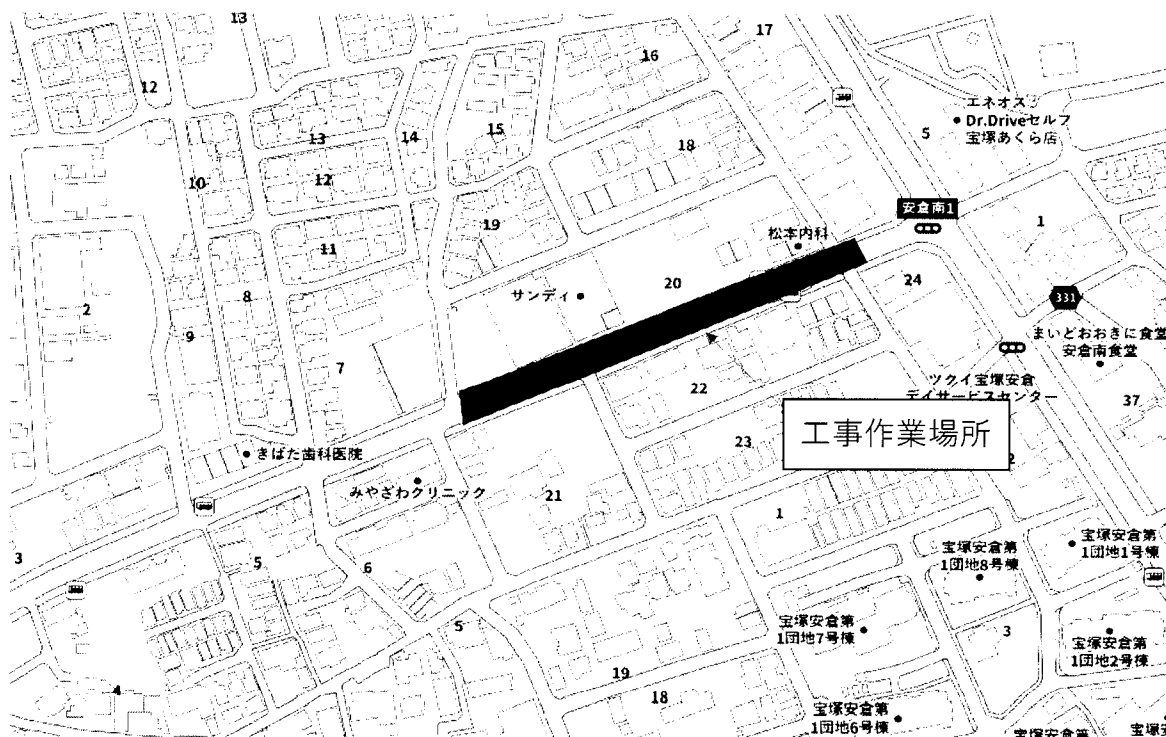 13
17
16
12
エネオス
Dr.Driveセルフ
宝塚あくら店
5
13
14
15
18
10
12
安倉南1
1
19
松本内科
11
2
8
サンディ
20
24
331
9
まいどおおきに食堂
安倉南食堂
7
22
ツクイ宝塚安倉
デイサービスセンター
37
工事作業場所
23
2
きばた歯科医院
みやざわクリニック
21
1
3
5
6
宝塚安倉第
1団地8号棟
宝塚安倉第
1団地1号棟
5
宝塚安倉第
1団地7号棟
3
宝塚安倉第
1団地2号棟
19
4
18
宝塚安倉第
1団地6号棟
宝塚安倉第